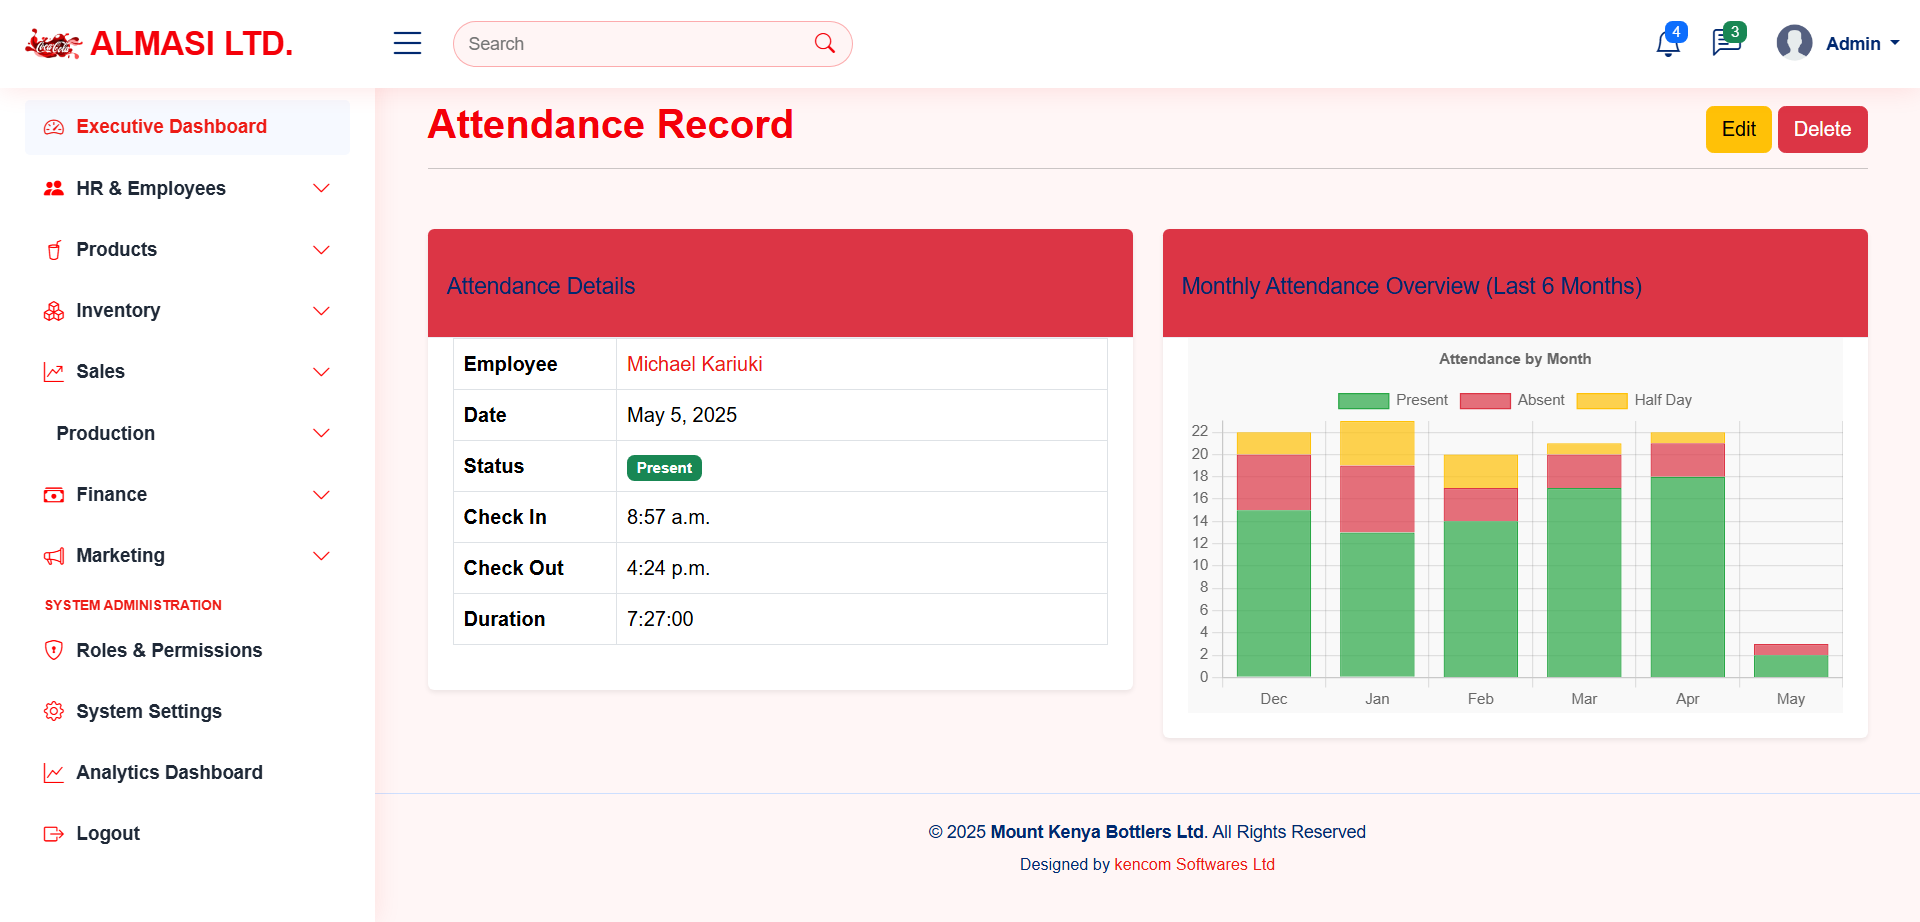 Coca-Cola ALMASI LTD.
Search
4
3
Admin
Executive Dashboard
HR & Employees
Products
Inventory
Sales
Production
Finance
Marketing
SYSTEM ADMINISTRATION
Roles & Permissions
System Settings
Analytics Dashboard
Logout
Attendance Record
Edit Delete
Attendance Details
Employee Michael Kariuki
Date May 5, 2025
Status Present
Check In 8:57 a.m.
Check Out 4:24 p.m.
Duration 7:27:00
Monthly Attendance Overview (Last 6 Months)
Attendance by Month
Present Absent Half Day
22
20
18
16
14
12
10
8
6
4
2
0
Dec Jan Feb Mar Apr May
© 2025 Mount Kenya Bottlers Ltd. All Rights Reserved
Designed by kencom Softwares Ltd